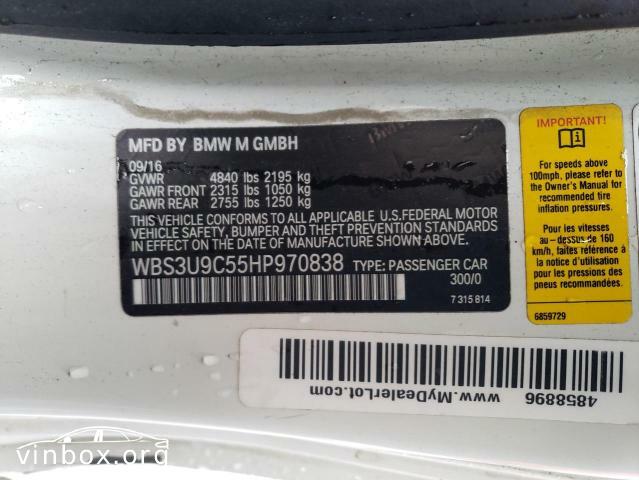 MFD BY BMW M GMBH
09/16
GVWR 4840 lbs 2195 kg
GAWR FRONT 2315 lbs 1050 kg
GAWR REAR 2755 lbs 1250 kg
THIS VEHICLE CONFORMS TO ALL APPLICABLE U.S.FEDERAL MOTOR
VEHICLE SAFETY, BUMPER AND THEFT PREVENTION STANDARDS
IN EFFECT ON THE DATE OF MANUFACTURE SHOWN ABOVE.
WBS3U9C55HP970838 TYPE: PASSENGER CAR
300/0
7 315 814
IMPORTANT!
For speeds above
100mph, please refer to
the Owner's Manual for
recommended tire
inflation pressures.
Pour les vitesses
au-dessus de 160
km/h, faites référence à
la notice d'utilisation
pour les pressions des
pneus recommendées.
6859729
4858896
www.MyDealerLot.com
vinbox.org